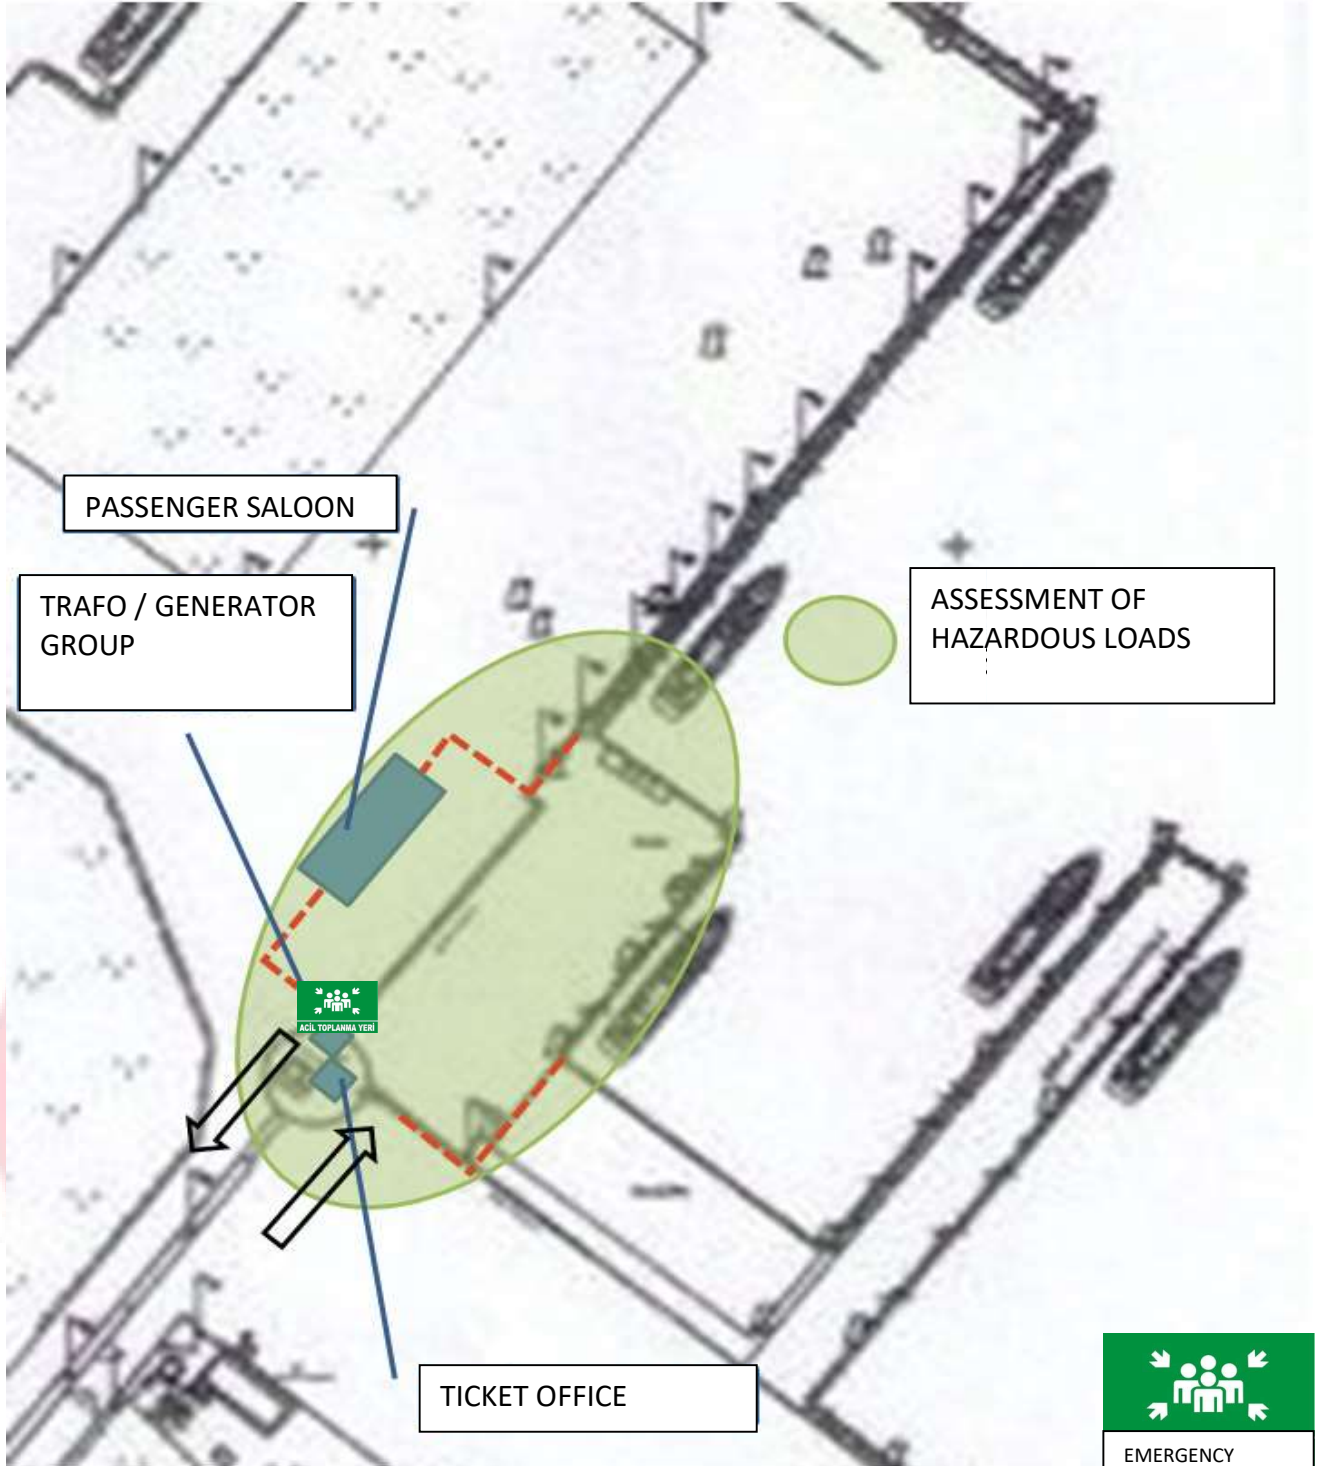 PASSENGER SALOON
TRAFO / GENERATOR
GROUP
ASSESSMENT OF
HAZARDOUS LOADS
ACİL TOPLANMA YERİ
TICKET OFFICE
EMERGENCY